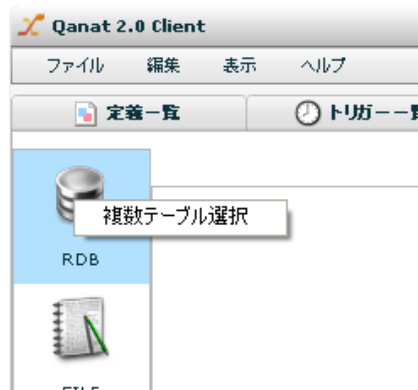 Qanat 2.0 Client
ファイル 編集 表示 ヘルプ
定義一覧 トリガー一覧
複数テーブル選択
RDB
FILE